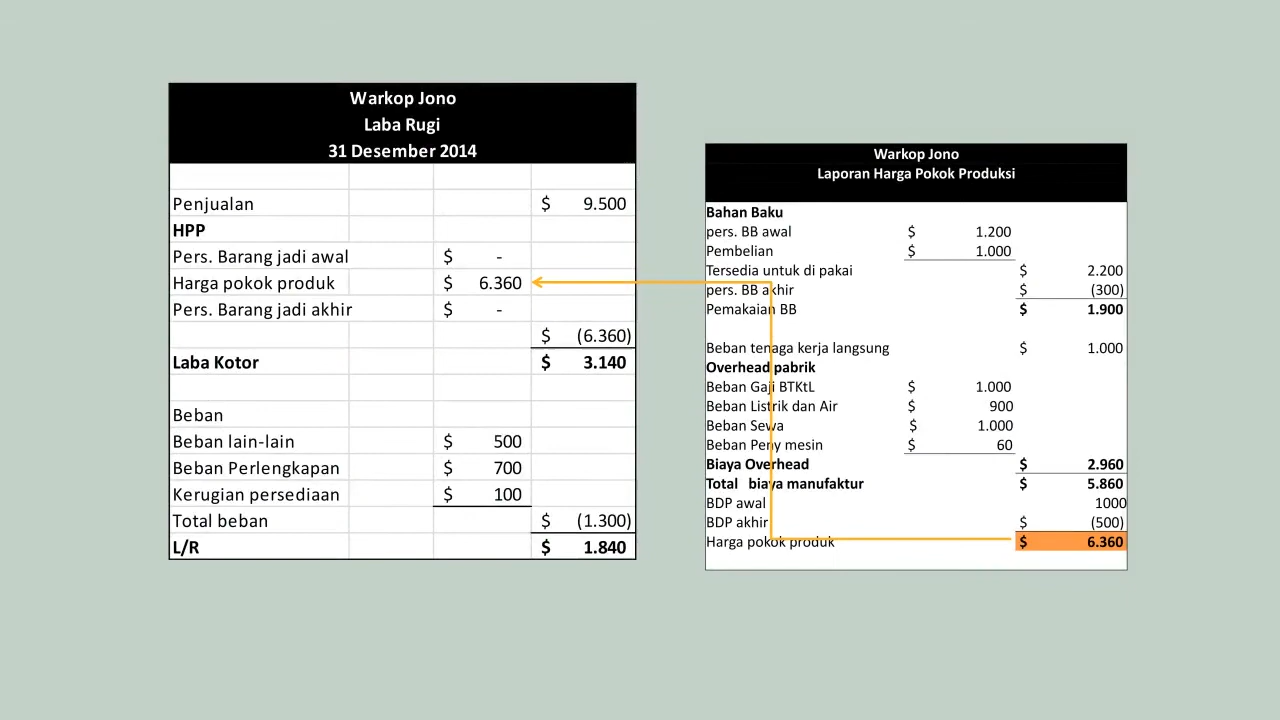 Warkop Jono
Laba Rugi
31 Desember 2014
Penjualan $ 9.500
HPP
Pers. Barang jadi awal $ -
Harga pokok produk $ 6.360
Pers. Barang jadi akhir $ -
$ (6.360)
Laba Kotor $ 3.140
Beban
Beban lain-lain $ 500
Beban Perlengkapan $ 700
Kerugian persediaan $ 100
Total beban $ (1.300)
L/R $ 1.840
Warkop Jono
Laporan Harga Pokok Produksi
Bahan Baku
pers. BB awal $ 1.200
Pembelian $ 1.000
Tersedia untuk di pakai $ 2.200
pers. BB akhir $ (300)
Pemakaian BB $ 1.900
Beban tenaga kerja langsung $ 1.000
Overhead pabrik
Beban Gaji BTKtL $ 1.000
Beban Listrik dan Air $ 900
Beban Sewa $ 1.000
Beban Peny mesin $ 60
Biaya Overhead $ 2.960
Total biaya manufaktur $ 5.860
BDP awal 1000
BDP akhir $ (500)
Harga pokok produk $ 6.360